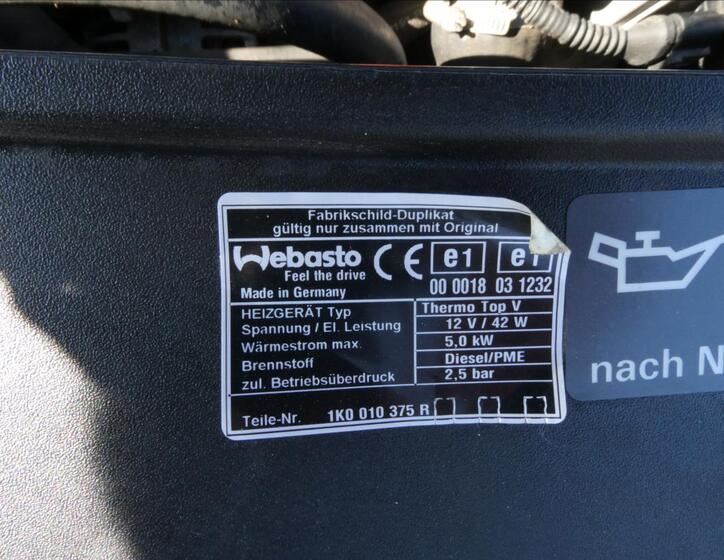 Fabrikschild-Duplikat
gültig nur zusammen mit Original
Webasto CE e1 e1
Feel the drive
Made in Germany 00 0018 03 1232
HEIZGERÄT Typ Thermo Top V
Spannung / El. Leistung 12 V / 42 W
Wärmestrom max. 5,0 kW
Brennstoff Diesel/PME
zul. Betriebsüberdruck 2,5 bar
Teile-Nr. 1K0 010 375 R
nach N